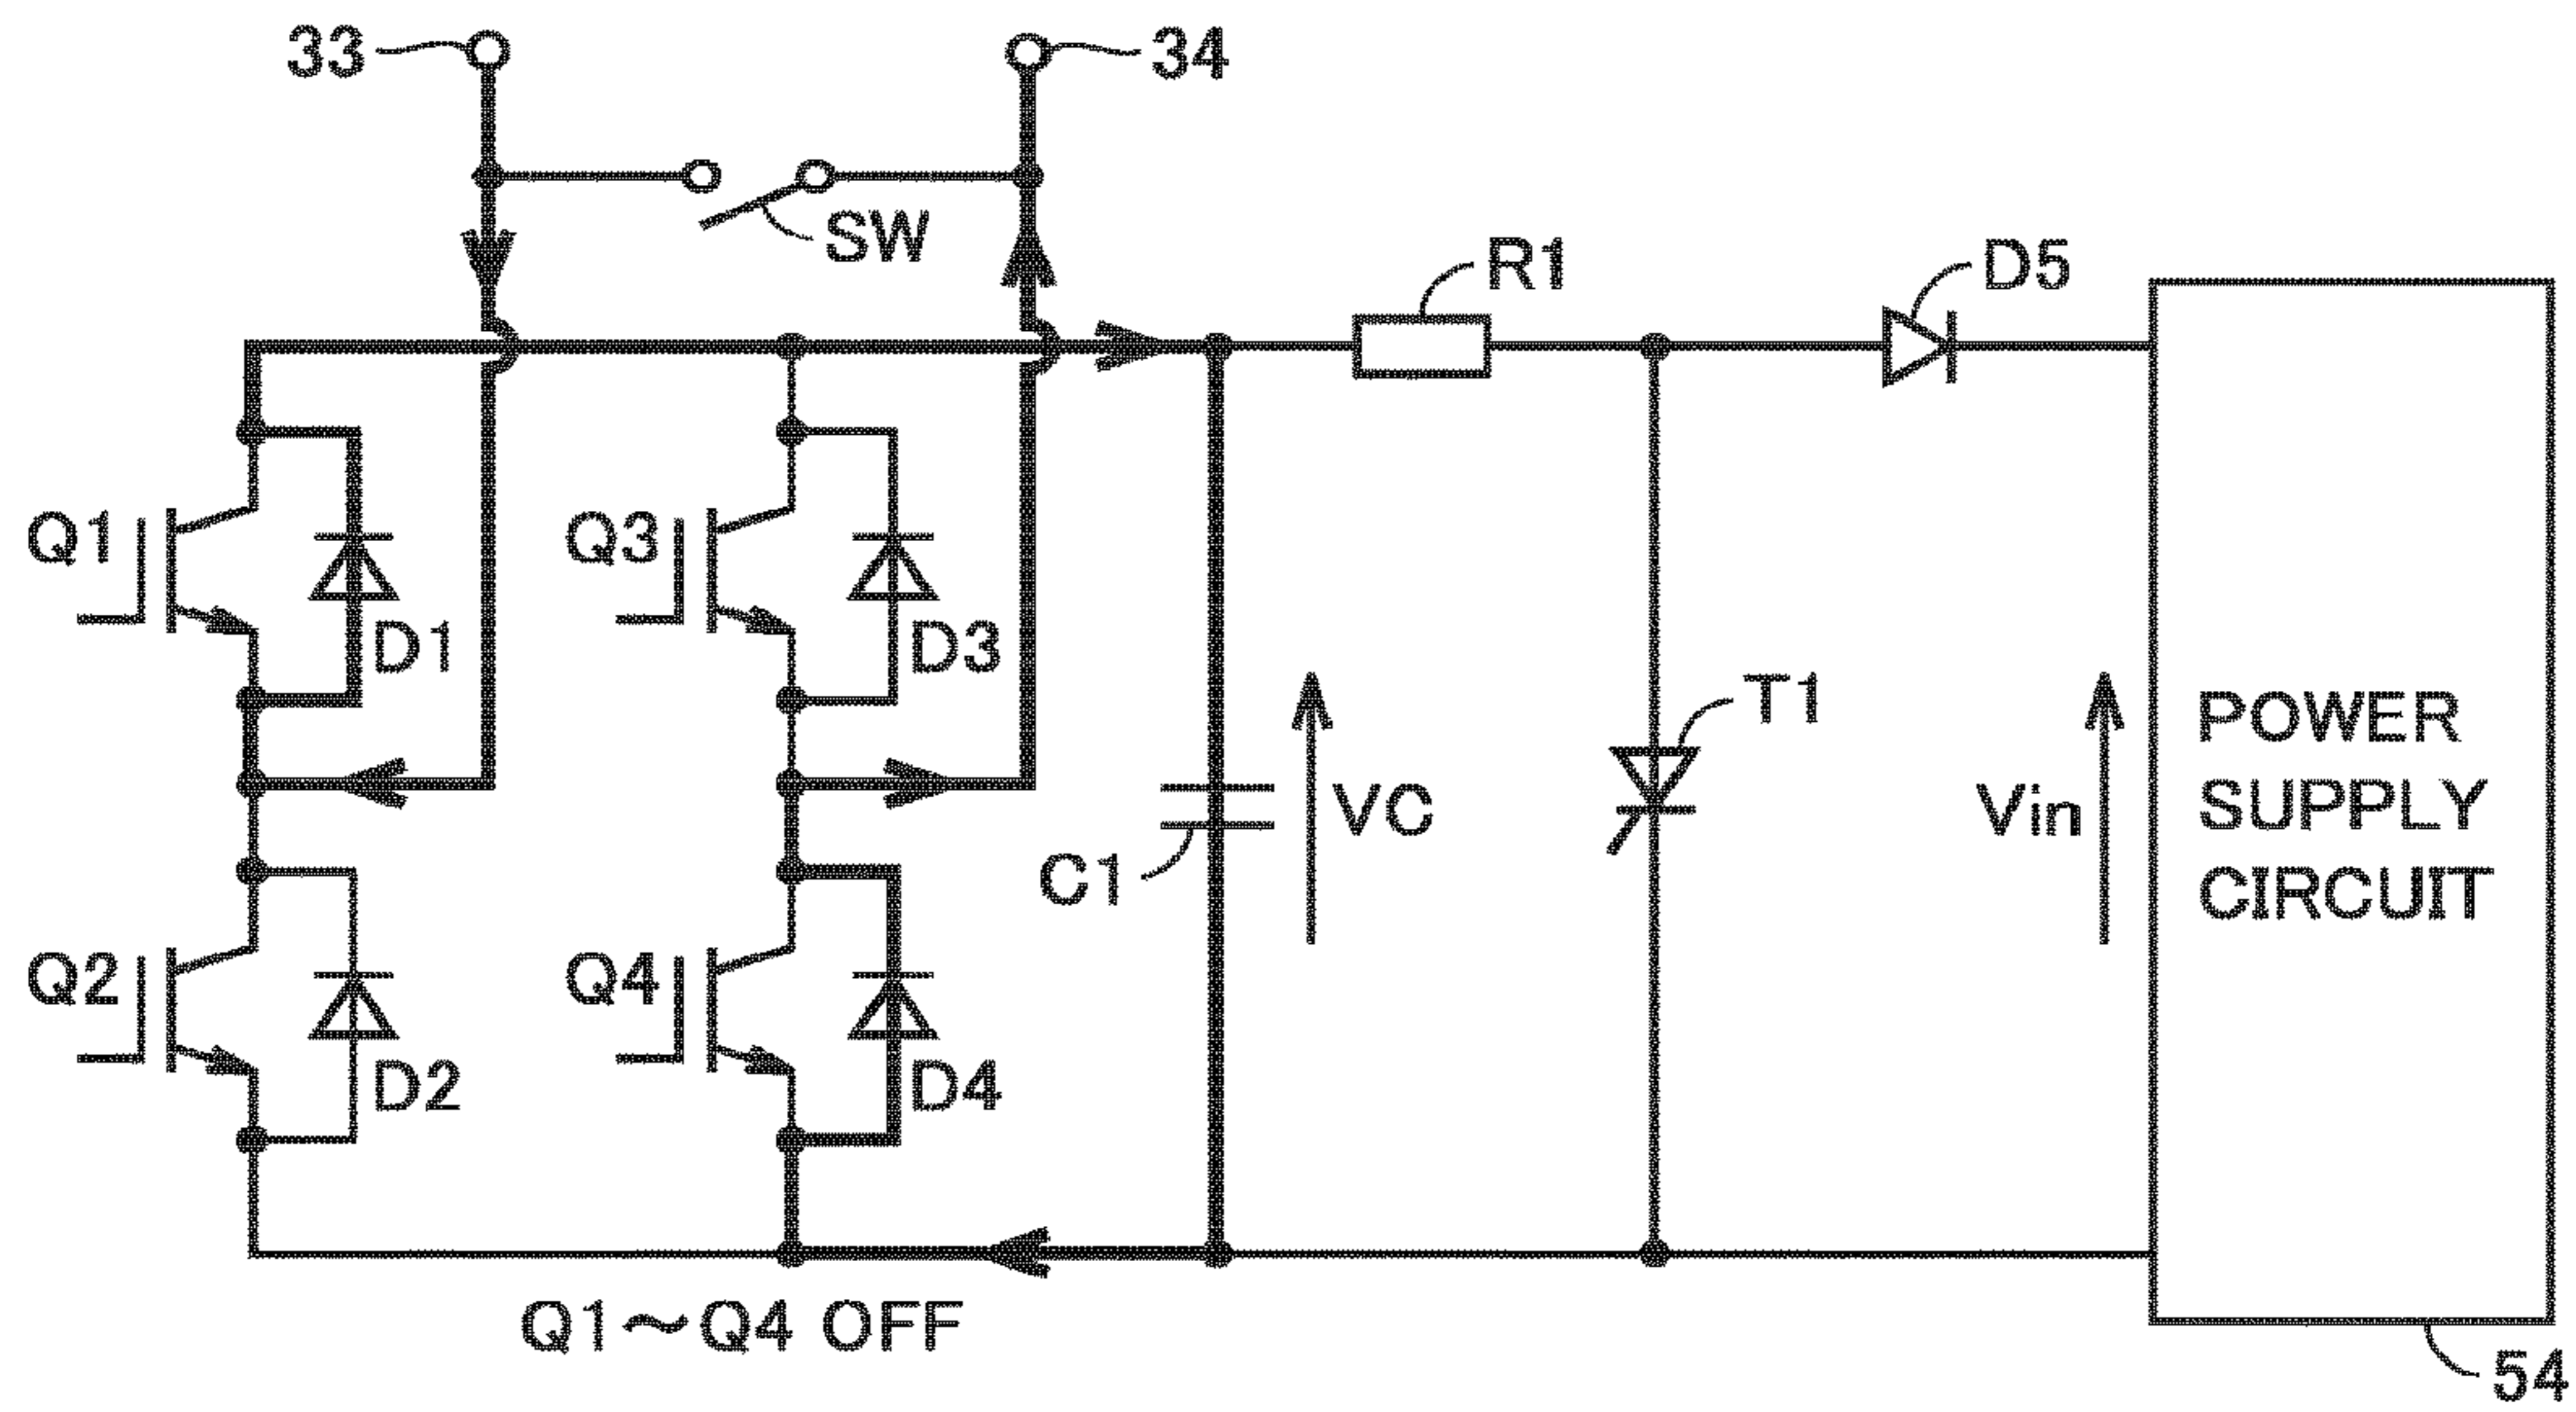 33
34
SW
R1
D5
Q1
D1
Q3
D3
T1
VC
C1
Vin
POWER
SUPPLY
CIRCUIT
Q2
D2
Q4
D4
Q1～Q4 OFF
54